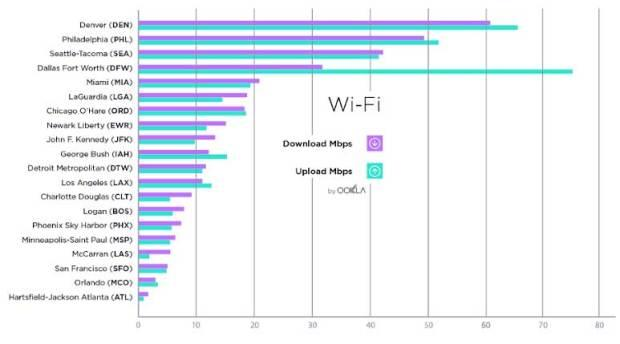 Denver (DEN)
Philadelphia (PHL)
Seattle-Tacoma (SEA)
Dallas Fort Worth (DFW)
Miami (MIA)
LaGuardia (LGA)
Chicago O'Hare (ORD)
Newark Liberty (EWR)
John F. Kennedy (JFK)
George Bush (IAH)
Detroit Metropolitan (DTW)
Los Angeles (LAX)
Charlotte Douglas (CLT)
Logan (BOS)
Phoenix Sky Harbor (PHX)
Minneapolis-Saint Paul (MSP)
McCarran (LAS)
San Francisco (SFO)
Orlando (MCO)
Hartsfield-Jackson Atlanta (ATL)
Wi-Fi
Download Mbps
Upload Mbps
by OOKLA
0 10 20 30 40 50 60 70 80